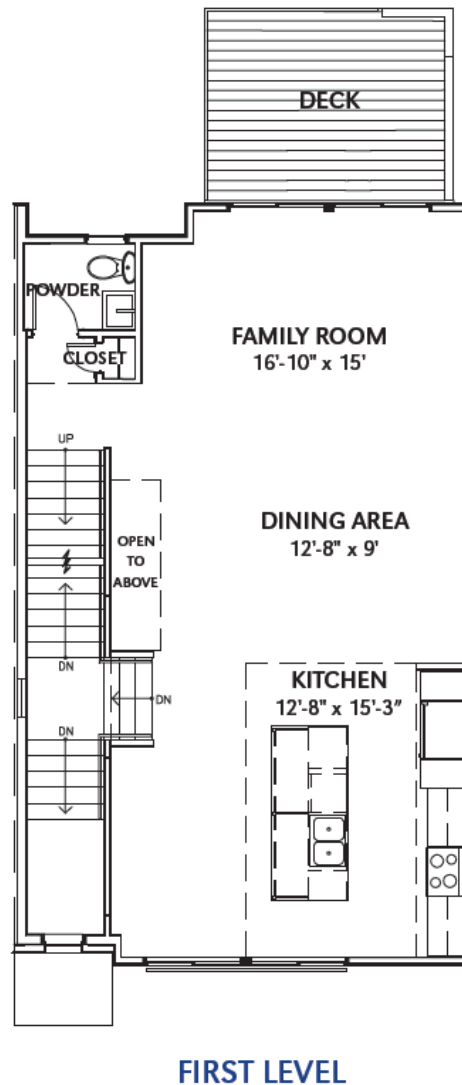 DECK
POWDER
CLOSET
FAMILY ROOM
16'-10" x 15'
UP
DINING AREA
12'-8" x 9'
OPEN
TO
ABOVE
DN
DN
DN
KITCHEN
12'-8" x 15'-3"
FIRST LEVEL